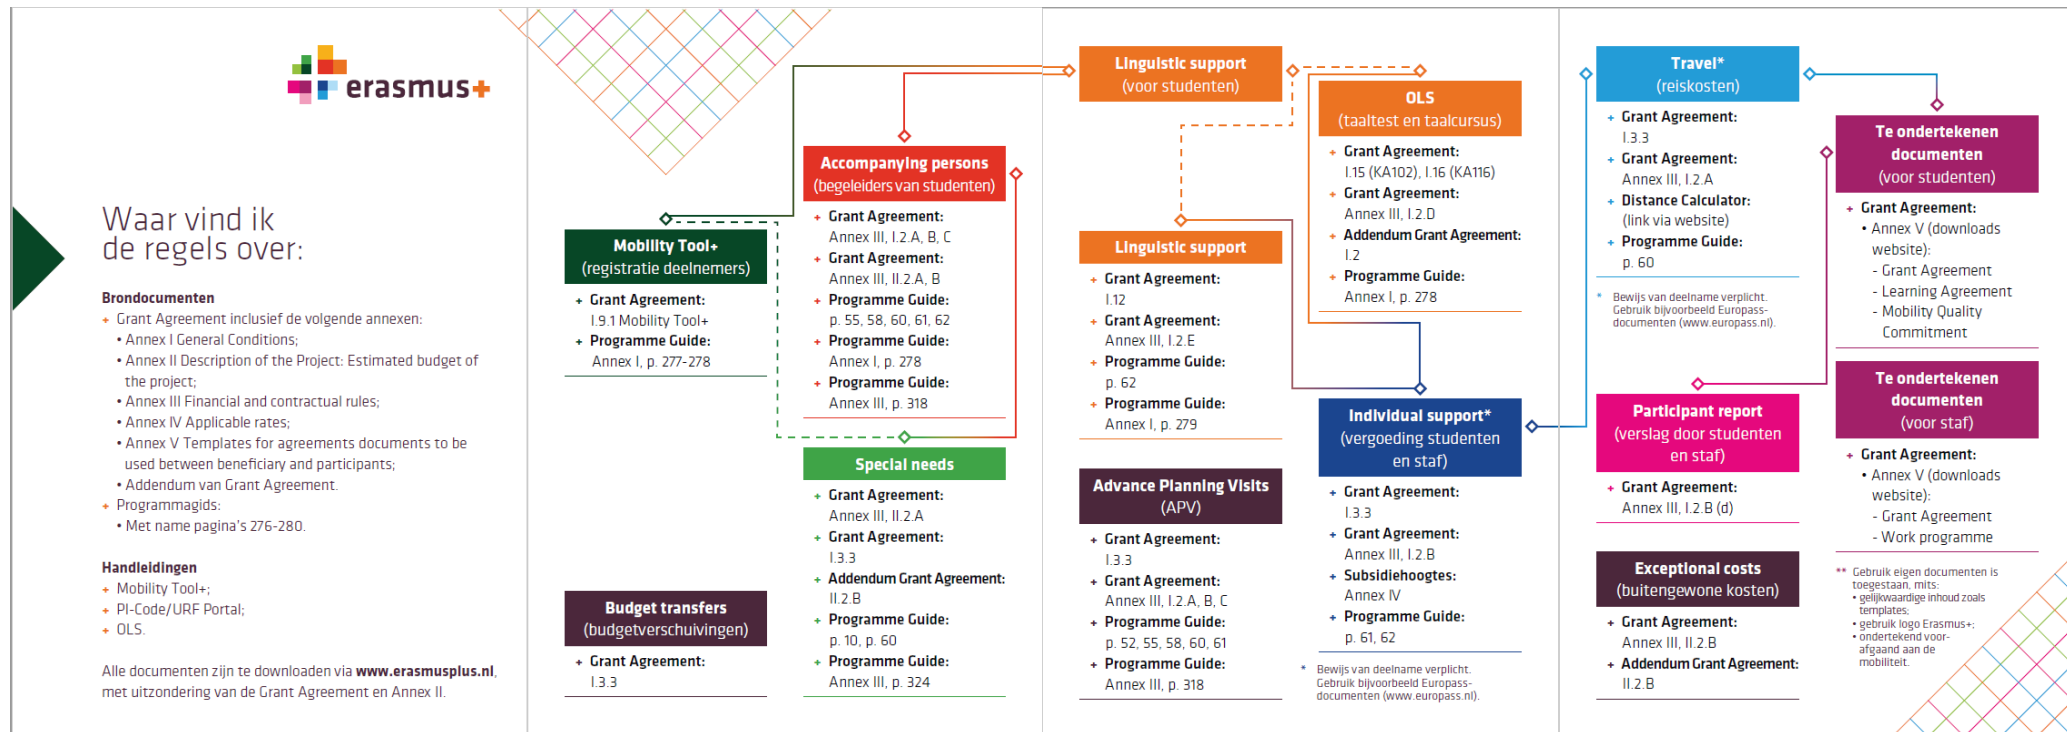 erasmus+
Waar vind ik
de regels over:
Brondocumenten
+ Grant Agreement inclusief de volgende annexen:
• Annex I General Conditions;
• Annex II Description of the Project: Estimated budget of
the project;
• Annex III Financial and contractual rules;
• Annex IV Applicable rates;
• Annex V Templates for agreements documents to be
used between beneficiary and participants;
• Addendum van Grant Agreement.
+ Programmagids:
• Met name pagina's 276-280.
Handleidingen
+ Mobility Tool+;
+ PI-Code/URF Portal;
+ OLS.
Alle documenten zijn te downloaden via www.erasmusplus.nl,
met uitzondering van de Grant Agreement en Annex II.
Mobility Tool+
(registratie deelnemers)
+ Grant Agreement:
I.9.1 Mobility Tool+
+ Programme Guide:
Annex I, p. 277-278
Budget transfers
(budgetverschuivingen)
+ Grant Agreement:
I.3.3
Accompanying persons
(begeleiders van studenten)
+ Grant Agreement:
Annex III, I.2.A, B, C
+ Grant Agreement:
Annex III, II.2.A, B
+ Programme Guide:
p. 55, 58, 60, 61, 62
+ Programme Guide:
Annex I, p. 278
+ Programme Guide:
Annex III, p. 318
Special needs
+ Grant Agreement:
Annex III, II.2.A
+ Grant Agreement:
I.3.3
+ Addendum Grant Agreement:
II.2.B
+ Programme Guide:
p. 10, p. 60
+ Programme Guide:
Annex III, p. 324
Linguistic support
(voor studenten)
Linguistic support
+ Grant Agreement:
I.12
+ Grant Agreement:
Annex III, I.2.E
+ Programme Guide:
p. 62
+ Programme Guide:
Annex I, p. 279
Advance Planning Visits
(APV)
+ Grant Agreement:
I.3.3
+ Grant Agreement:
Annex III, I.2.A, B, C
+ Programme Guide:
p. 52, 55, 58, 60, 61
+ Programme Guide:
Annex III, p. 318
OLS
(taaltest en taalcursus)
+ Grant Agreement:
I.15 (KA102), I.16 (KA116)
+ Grant Agreement:
Annex III, I.2.D
+ Addendum Grant Agreement:
I.2
+ Programme Guide:
Annex I, p. 278
Individual support*
(vergoeding studenten
en staf)
+ Grant Agreement:
I.3.3
+ Grant Agreement:
Annex III, I.2.B
+ Subsidiehoogtes:
Annex IV
+ Programme Guide:
p. 61, 62
* Bewijs van deelname verplicht.
Gebruik bijvoorbeeld Europass-
documenten (www.europass.nl).
Travel*
(reiskosten)
+ Grant Agreement:
I.3.3
+ Grant Agreement:
Annex III, I.2.A
+ Distance Calculator:
(link via website)
+ Programme Guide:
p. 60
* Bewijs van deelname verplicht.
Gebruik bijvoorbeeld Europass-
documenten (www.europass.nl).
Participant report
(verslag door studenten
en staf)
+ Grant Agreement:
Annex III, I.2.B (d)
Exceptional costs
(buitengewone kosten)
+ Grant Agreement:
Annex III, II.2.B
+ Addendum Grant Agreement:
II.2.B
Te ondertekenen
documenten
(voor studenten)
+ Grant Agreement:
• Annex V (downloads
website):
- Grant Agreement
- Learning Agreement
- Mobility Quality
Commitment
Te ondertekenen
documenten
(voor staf)
+ Grant Agreement:
• Annex V (downloads
website):
- Grant Agreement
- Work programme
** Gebruik eigen documenten is
toegestaan, mits:
• gelijkwaardige inhoud zoals
templates;
• gebruik logo Erasmus+;
• ondertekend voor-
afgaand aan de
mobiliteit.